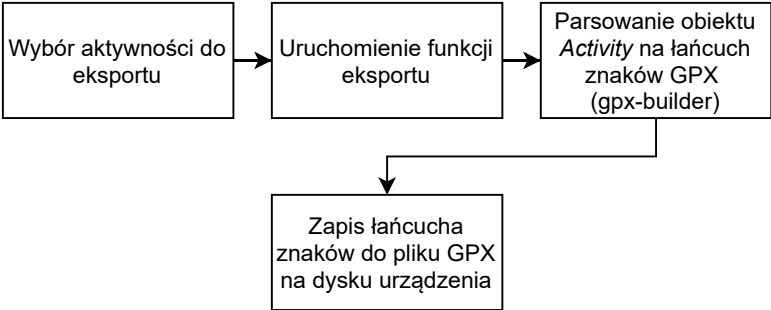 Wybór aktywności do
eksportu
Uruchomienie funkcji
eksportu
Parsowanie obiektu
Activity na łańcuch
znaków GPX
(gpx-builder)
Zapis łańcucha
znaków do pliku GPX
na dysku urządzenia